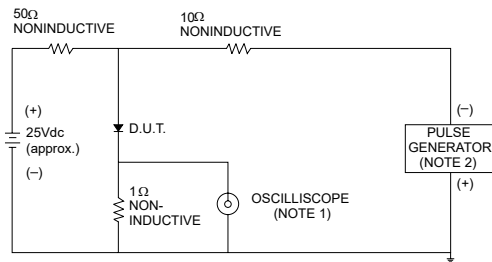 50Ω
NONINDUCTIVE
10Ω
NONINDUCTIVE
(+)
25Vdc
(approx.)
(–)
D.U.T.
1Ω
NON-
INDUCTIVE
OSCILLISCOPE
(NOTE 1)
(–)
PULSE
GENERATOR
(NOTE 2)
(+)